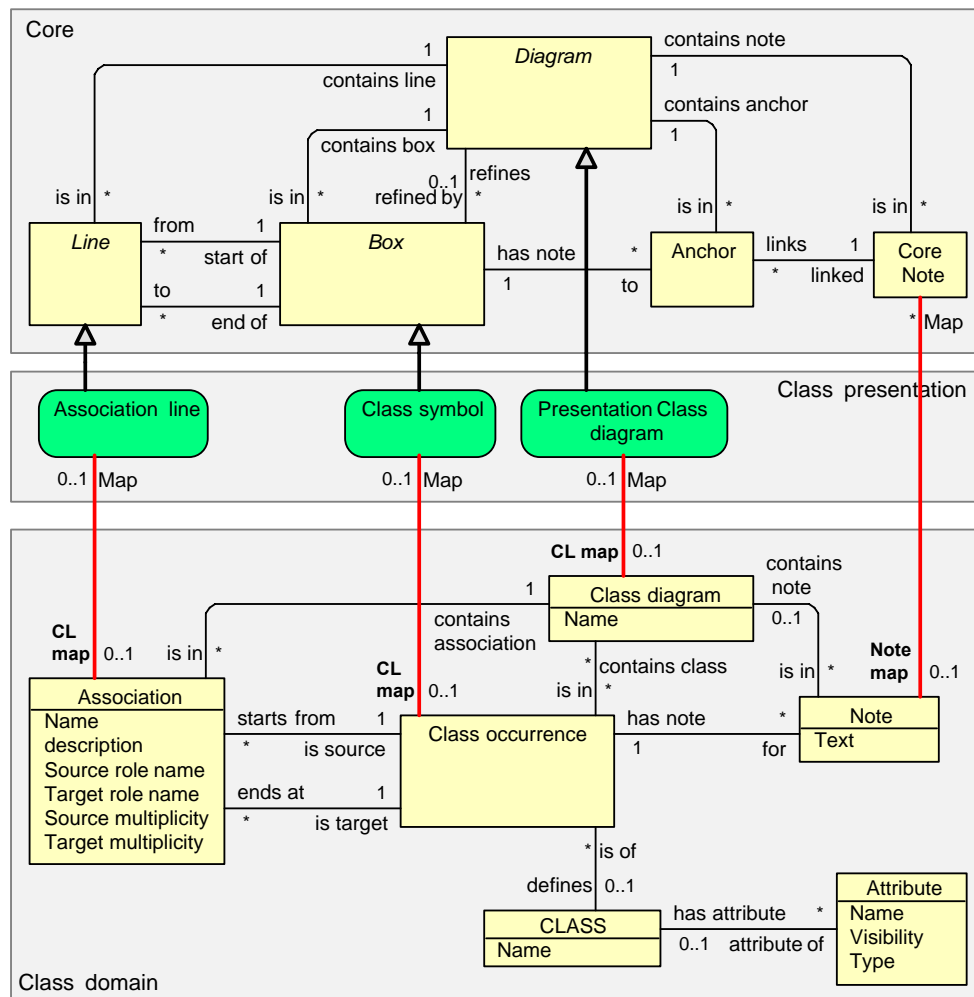 Core
1
contains line
Diagram
contains note
1
contains anchor
1
1
contains box
0..1
refines
refined by
*
is in
*
is in
*
is in
*
is in
*
Line
from
1
*
start of
to
1
*
end of
Box
has note
*
1
to
Anchor
links
1
*
linked
Core
Note
*
Map
Class presentation
Association line
Class symbol
Presentation Class
diagram
0..1
Map
0..1
Map
0..1
Map
CL map
0..1
contains
note
1
contains
association
Class diagram
Name
0..1
CL
map
0..1
is in
*
CL
map
0..1
*
contains class
is in
*
is in
*
Note
map
0..1
Association
Name
description
Source role name
Target role name
Source multiplicity
Target multiplicity
starts from
1
*
is source
ends at
1
*
is target
Class occurrence
has note
*
1
for
Note
Text
*
is of
defines
0..1
CLASS
Name
has attribute
*
0..1
attribute of
Attribute
Name
Visibility
Type
Class domain